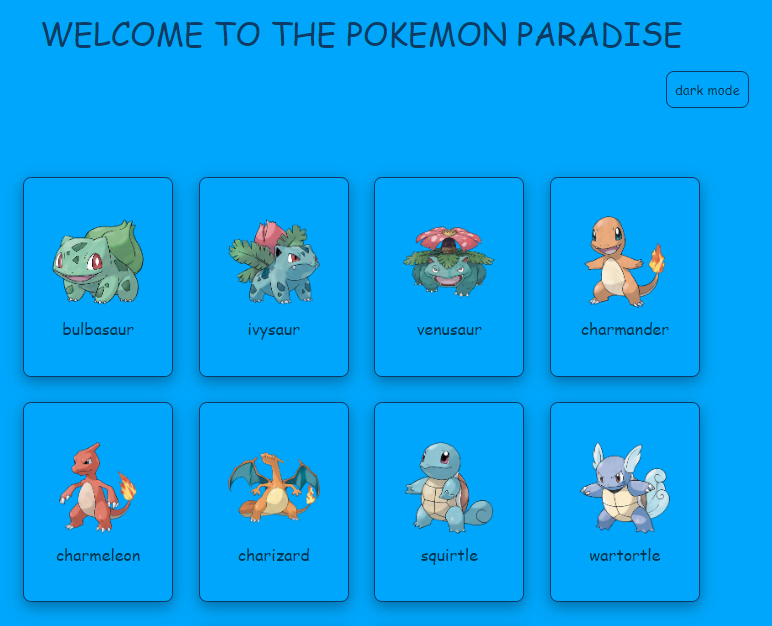 WELCOME TO THE POKEMON PARADISE
dark mode
bulbasaur
ivysaur
venusaur
charmander
charmeleon
charizard
squirtle
wartortle